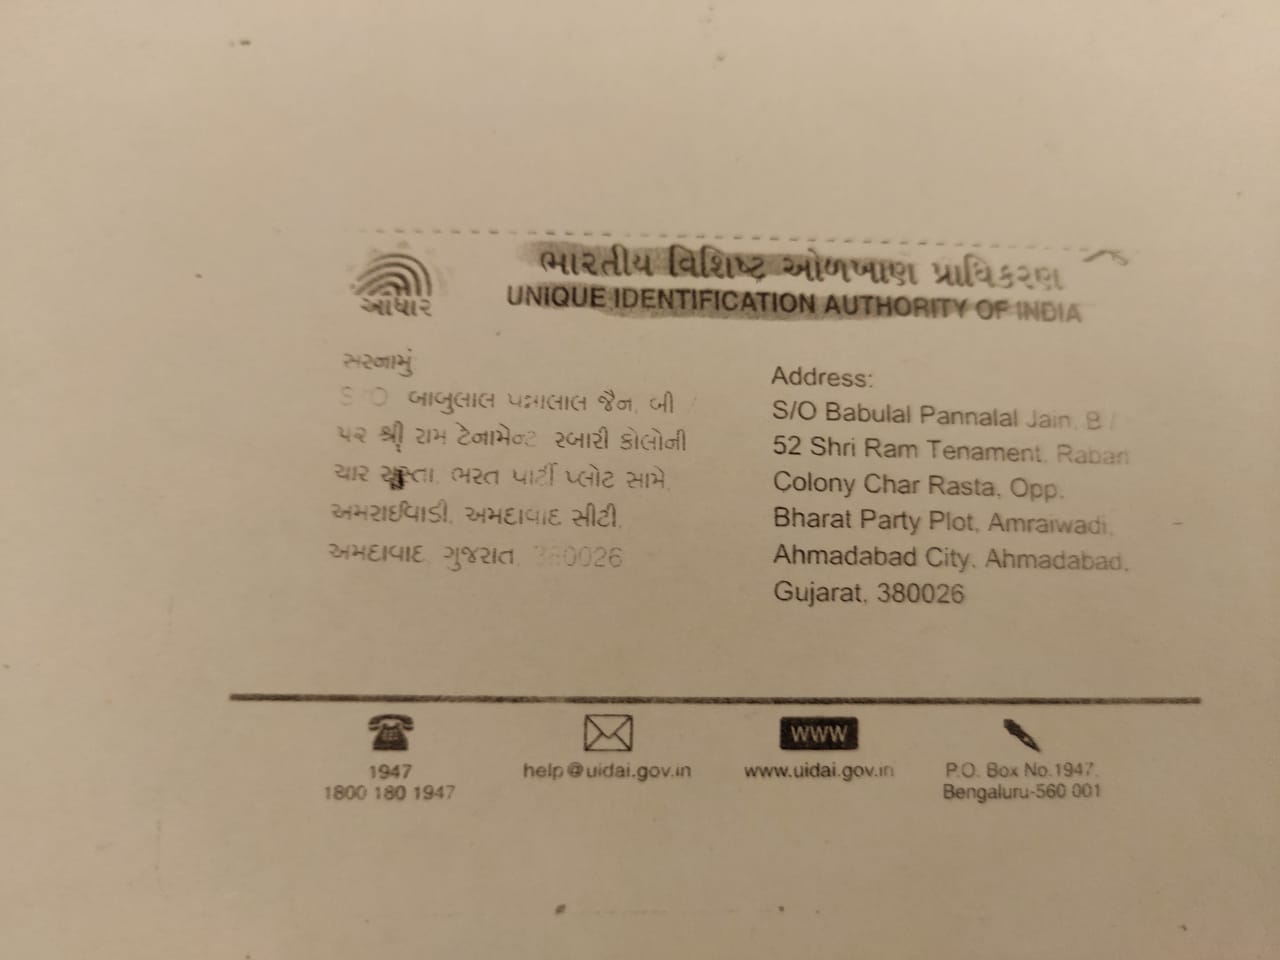 ભારતીય વિશિષ્ટ ઓળખાણ પ્રાધિકરણ
UNIQUE IDENTIFICATION AUTHORITY OF INDIA
આધાર
સરનામું
S/O બાબુલાલ પન્નાલાલ જૈન, બી /
૫૨ શ્રી રામ ટેનામેન્ટ રબારી કોલોની
ચાર રસ્તા, ભરત પાર્ટી પ્લોટ સામે,
અમરાઈવાડી, અમદાવાદ સીટી,
અમદાવાદ, ગુજરાત, 380026
Address:
S/O Babulal Pannalal Jain, B /
52 Shri Ram Tenament, Rabari
Colony Char Rasta, Opp.
Bharat Party Plot, Amraiwadi,
Ahmadabad City, Ahmadabad,
Gujarat, 380026
1947
1800 180 1947
help@uidai.gov.in
WWW
www.uidai.gov.in
P.O. Box No.1947,
Bengaluru-560 001